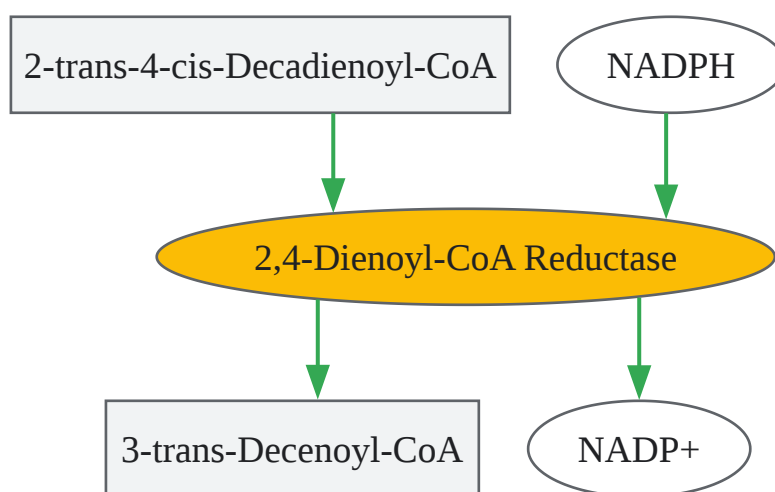 2-trans-4-cis-Decadienoyl-CoA
NADPH
2,4-Dienoyl-CoA Reductase
3-trans-Decenoyl-CoA
NADP+